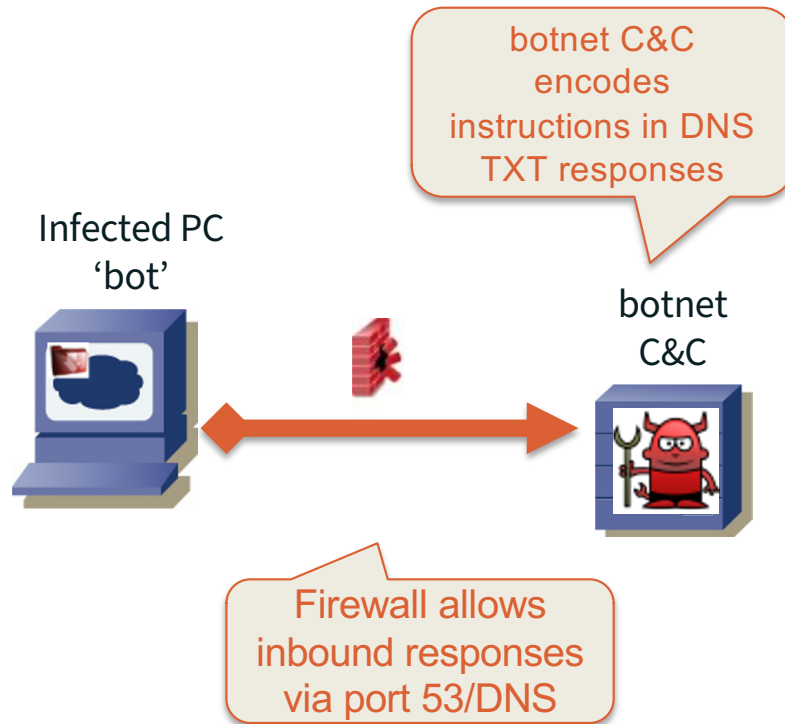 botnet C&C
encodes
instructions in DNS
TXT responses
Infected PC
‘bot’
botnet
C&C
Firewall allows
inbound responses
via port 53/DNS